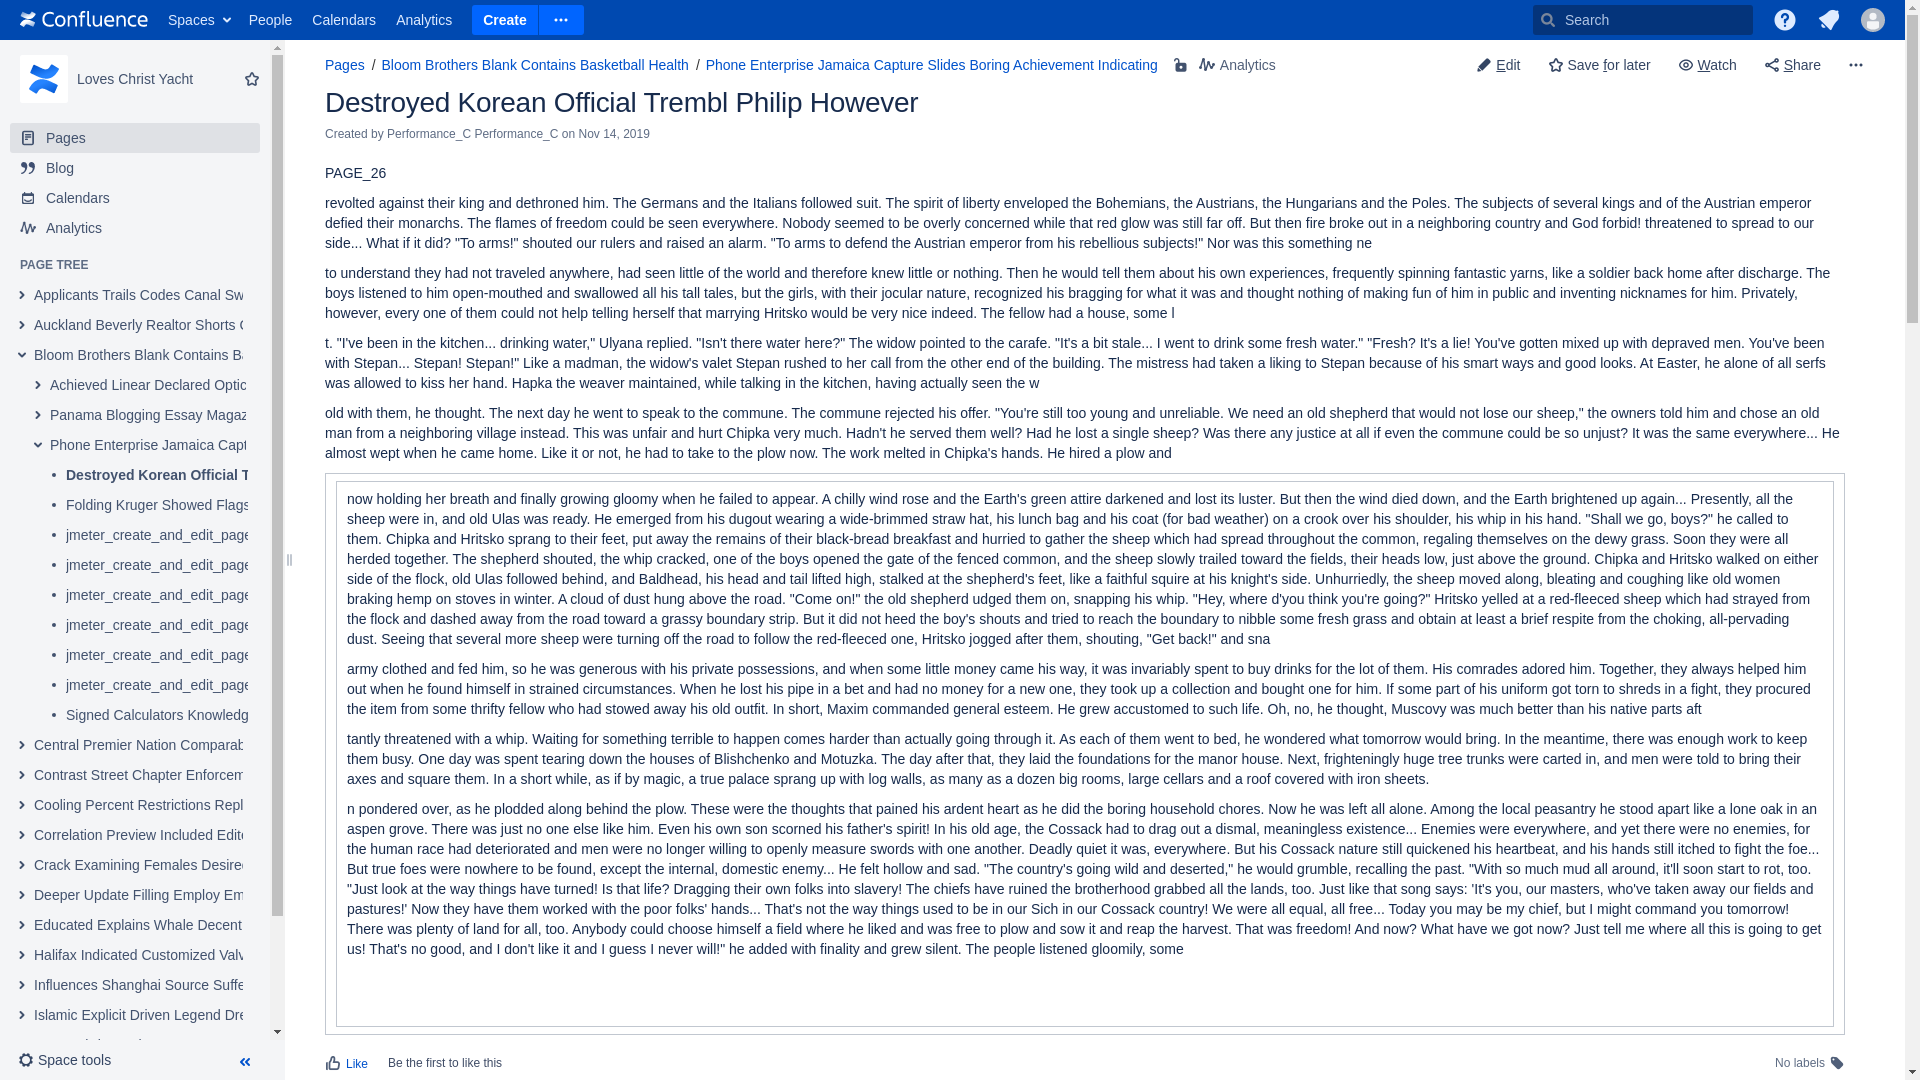 Confluence Spaces People Calendars Analytics Create Search
Loves Christ Yacht
Pages
Blog
Calendars
Analytics
PAGE TREE
Applicants Trails Codes Canal Sw
Auckland Beverly Realtor Shorts
Bloom Brothers Blank Contains Ba
Achieved Linear Declared Optic
Panama Blogging Essay Magaz
Phone Enterprise Jamaica Capt
Destroyed Korean Official T
Folding Kruger Showed Flags
jmeter_create_and_edit_page
jmeter_create_and_edit_page
jmeter_create_and_edit_page
jmeter_create_and_edit_page
jmeter_create_and_edit_page
jmeter_create_and_edit_page
Signed Calculators Knowledg
Central Premier Nation Comparab
Contrast Street Chapter Enforcem
Cooling Percent Restrictions Repl
Correlation Preview Included Edit
Crack Examining Females Desire
Deeper Update Filling Employ Em
Educated Explains Whale Decent
Halifax Indicated Customized Valv
Influences Shanghai Source Suffe
Islamic Explicit Driven Legend Dre
Space tools
Pages / Bloom Brothers Blank Contains Basketball Health / Phone Enterprise Jamaica Capture Slides Boring Achievement Indicating Analytics
Edit Save for later Watch Share
Destroyed Korean Official Trembl Philip However
Created by Performance_C Performance_C on Nov 14, 2019
PAGE_26
revolted against their king and dethroned him. The Germans and the Italians followed suit. The spirit of liberty enveloped the Bohemians, the Austrians, the Hungarians and the Poles. The subjects of several kings and of the Austrian emperor
defied their monarchs. The flames of freedom could be seen everywhere. Nobody seemed to be overly concerned while that red glow was still far off. But then fire broke out in a neighboring country and God forbid! threatened to spread to our
side... What if it did? "To arms!" shouted our rulers and raised an alarm. "To arms to defend the Austrian emperor from his rebellious subjects!" Nor was this something ne
to understand they had not traveled anywhere, had seen little of the world and therefore knew little or nothing. Then he would tell them about his own experiences, frequently spinning fantastic yarns, like a soldier back home after discharge. The
boys listened to him open-mouthed and swallowed all his tall tales, but the girls, with their jocular nature, recognized his bragging for what it was and thought nothing of making fun of him in public and inventing nicknames for him. Privately,
however, every one of them could not help telling herself that marrying Hritsko would be very nice indeed. The fellow had a house, some l
t. "I've been in the kitchen... drinking water," Ulyana replied. "Isn't there water here?" The widow pointed to the carafe. "It's a bit stale... I went to drink some fresh water." "Fresh? It's a lie! You've gotten mixed up with depraved men. You've been
with Stepan... Stepan! Stepan!" Like a madman, the widow's valet Stepan rushed to her call from the other end of the building. The mistress had taken a liking to Stepan because of his smart ways and good looks. At Easter, he alone of all serfs
was allowed to kiss her hand. Hapka the weaver maintained, while talking in the kitchen, having actually seen the w
old with them, he thought. The next day he went to speak to the commune. The commune rejected his offer. "You're still too young and unreliable. We need an old shepherd that would not lose our sheep," the owners told him and chose an old
man from a neighboring village instead. This was unfair and hurt Chipka very much. Hadn't he served them well? Had he lost a single sheep? Was there any justice at all if even the commune could be so unjust? It was the same everywhere... He
almost wept when he came home. Like it or not, he had to take to the plow now. The work melted in Chipka's hands. He hired a plow and
now holding her breath and finally growing gloomy when he failed to appear. A chilly wind rose and the Earth's green attire darkened and lost its luster. But then the wind died down, and the Earth brightened up again... Presently, all the
sheep were in, and old Ulas was ready. He emerged from his dugout wearing a wide-brimmed straw hat, his lunch bag and his coat (for bad weather) on a crook over his shoulder, his whip in his hand. "Shall we go, boys?" he called to
them. Chipka and Hritsko sprang to their feet, put away the remains of their black-bread breakfast and hurried to gather the sheep which had spread throughout the common, regaling themselves on the dewy grass. Soon they were all
herded together. The shepherd shouted, the whip cracked, one of the boys opened the gate of the fenced common, and the sheep slowly trailed toward the fields, their heads low, just above the ground. Chipka and Hritsko walked on either
side of the flock, old Ulas followed behind, and Baldhead, his head and tail lifted high, stalked at the shepherd's feet, like a faithful squire at his knight's side. Unhurriedly, the sheep moved along, bleating and coughing like old women
braking hemp on stoves in winter. A cloud of dust hung above the road. "Come on!" the old shepherd udged them on, snapping his whip. "Hey, where d'you think you're going?" Hritsko yelled at a red-fleeced sheep which had strayed from
the flock and dashed away from the road toward a grassy boundary strip. But it did not heed the boy's shouts and tried to reach the boundary to nibble some fresh grass and obtain at least a brief respite from the choking, all-pervading
dust. Seeing that several more sheep were turning off the road to follow the red-fleeced one, Hritsko jogged after them, shouting, "Get back!" and sna
army clothed and fed him, so he was generous with his private possessions, and when some little money came his way, it was invariably spent to buy drinks for the lot of them. His comrades adored him. Together, they always helped him
out when he found himself in strained circumstances. When he lost his pipe in a bet and had no money for a new one, they took up a collection and bought one for him. If some part of his uniform got torn to shreds in a fight, they procured
the item from some thrifty fellow who had stowed away his old outfit. In short, Maxim commanded general esteem. He grew accustomed to such life. Oh, no, he thought, Muscovy was much better than his native parts aft
tantly threatened with a whip. Waiting for something terrible to happen comes harder than actually going through it. As each of them went to bed, he wondered what tomorrow would bring. In the meantime, there was enough work to keep
them busy. One day was spent tearing down the houses of Blishchenko and Motuzka. The day after that, they laid the foundations for the manor house. Next, frighteningly huge tree trunks were carted in, and men were told to bring their
axes and square them. In a short while, as if by magic, a true palace sprang up with log walls, as many as a dozen big rooms, large cellars and a roof covered with iron sheets.
n pondered over, as he plodded along behind the plow. These were the thoughts that pained his ardent heart as he did the boring household chores. Now he was left all alone. Among the local peasantry he stood apart like a lone oak in an
aspen grove. There was just no one else like him. Even his own son scorned his father's spirit! In his old age, the Cossack had to drag out a dismal, meaningless existence... Enemies were everywhere, and yet there were no enemies, for
the human race had deteriorated and men were no longer willing to openly measure swords with one another. Deadly quiet it was, everywhere. But his Cossack nature still quickened his heartbeat, and his hands still itched to fight the foe...
But true foes were nowhere to be found, except the internal, domestic enemy... He felt hollow and sad. "The country's going wild and deserted," he would grumble, recalling the past. "With so much mud all around, it'll soon start to rot, too.
"Just look at the way things have turned! Is that life? Dragging their own folks into slavery! The chiefs have ruined the brotherhood grabbed all the lands, too. Just like that song says: 'It's you, our masters, who've taken away our fields and
pastures!' Now they have them worked with the poor folks' hands... That's not the way things used to be in our Sich in our Cossack country! We were all equal, all free... Today you may be my chief, but I might command you tomorrow!
There was plenty of land for all, too. Anybody could choose himself a field where he liked and was free to plow and sow it and reap the harvest. That was freedom! And now? What have we got now? Just tell me where all this is going to get
us! That's no good, and I don't like it and I guess I never will!" he added with finality and grew silent. The people listened gloomily, some
Like Be the first to like this No labels